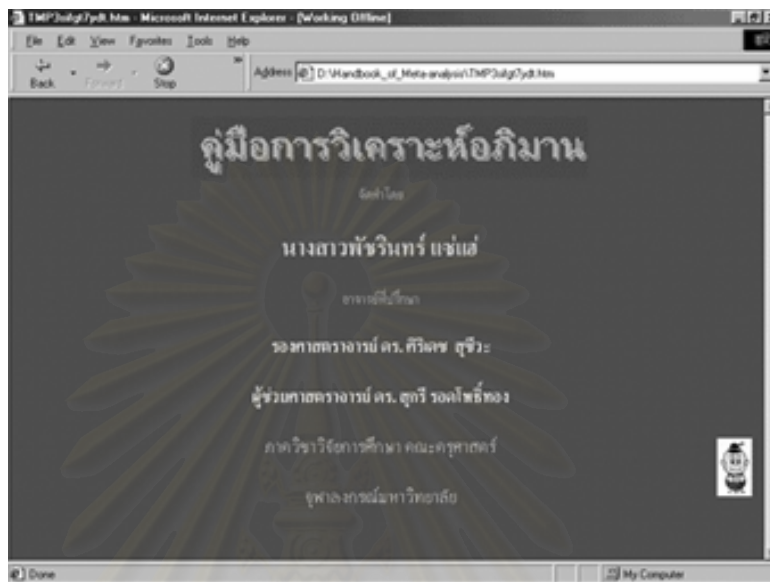 TMP3silgt7ydt.htm - Microsoft Internet Explorer - [Working Offline]
File Edit View Favorites Tools Help
Back Forward Stop » Address D:\Handbook_of_Meta-analysis\TMP3silgt7ydt.htm
คู่มือการวิเคราะห์อภิมาน
จัดทำโดย
นางสาวพัชรินทร์ แซ่แฮ่
อาจารย์ที่ปรึกษา
รองศาสตราจารย์ ดร. ศิริเดช สุชีวะ
ผู้ช่วยศาสตราจารย์ ดร. สุกรี รอดโพธิ์ทอง
ภาควิชาวิจัยการศึกษา คณะครุศาสตร์
จุฬาลงกรณ์มหาวิทยาลัย
Done My Computer